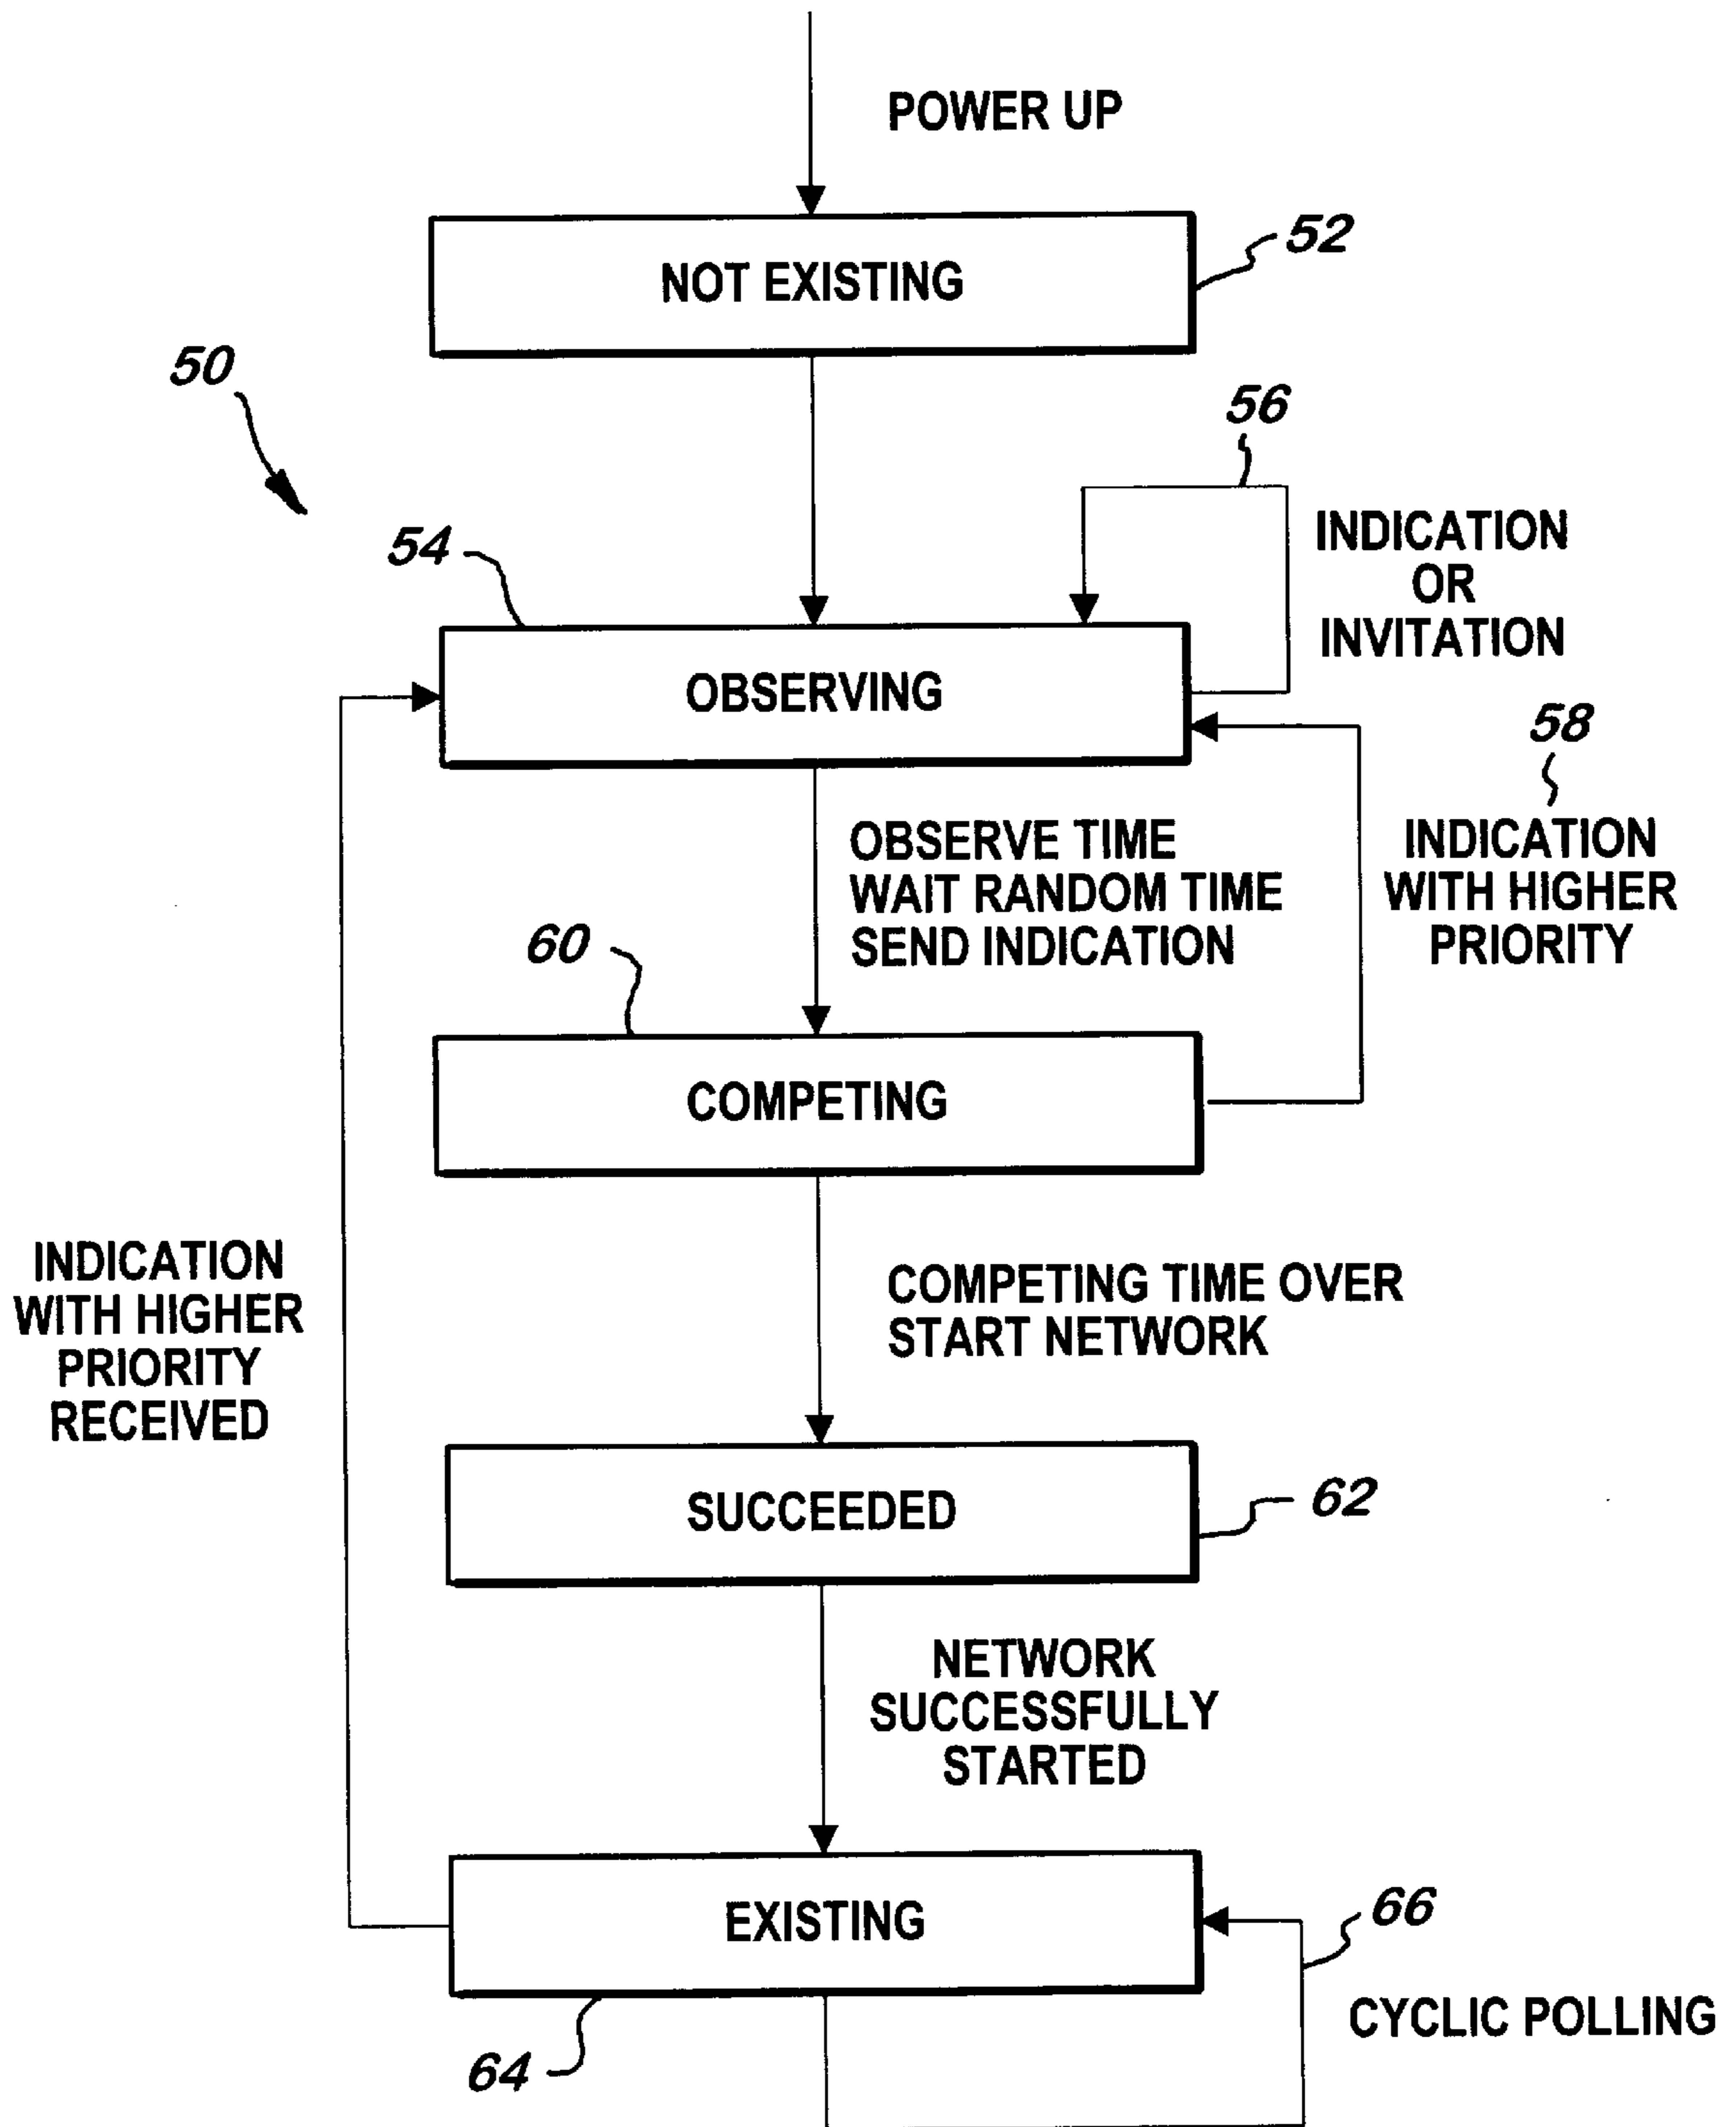 POWER UP
NOT EXISTING
52
50
56
INDICATION
OR
INVITATION
54
OBSERVING
58
INDICATION
WITH HIGHER
PRIORITY
OBSERVE TIME
WAIT RANDOM TIME
SEND INDICATION
60
COMPETING
INDICATION
WITH HIGHER
PRIORITY
RECEIVED
COMPETING TIME OVER
START NETWORK
SUCCEEDED
62
NETWORK
SUCCESSFULLY
STARTED
EXISTING
66
CYCLIC POLLING
64